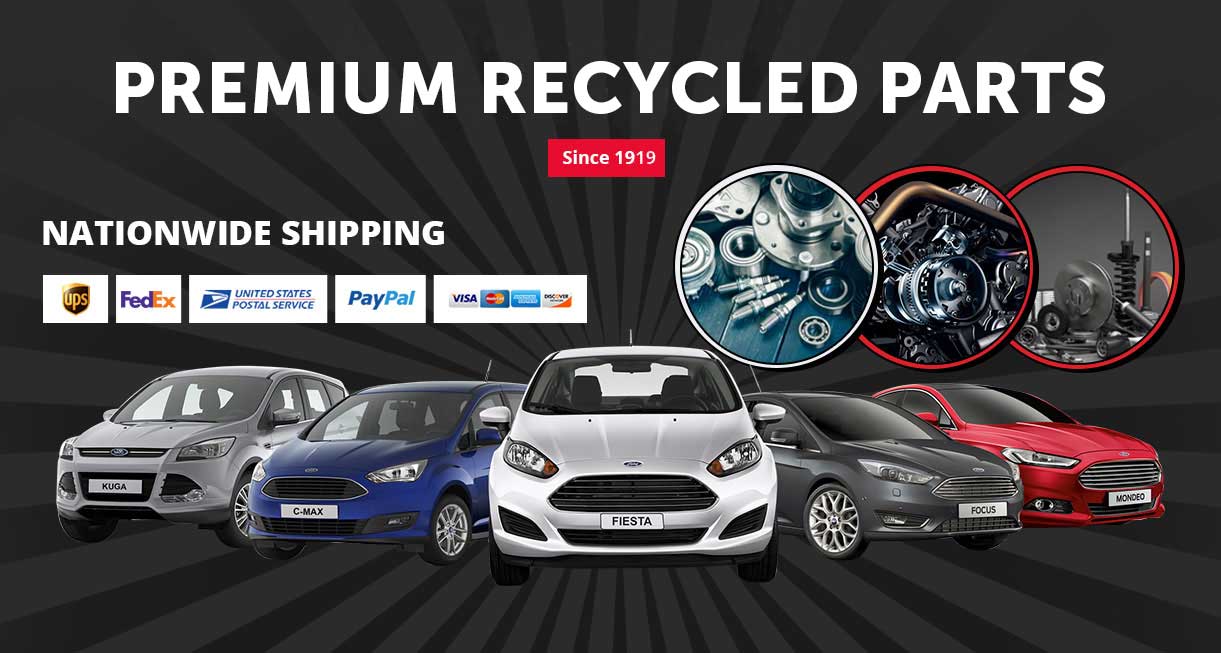 PREMIUM RECYCLED PARTS
Since 1919
NATIONWIDE SHIPPING
ups
FedEx
UNITED STATES
POSTAL SERVICE
PayPal
VISA
MasterCard
DISCOVER
KUGA
C-MAX
FIESTA
FOCUS
MONDEO